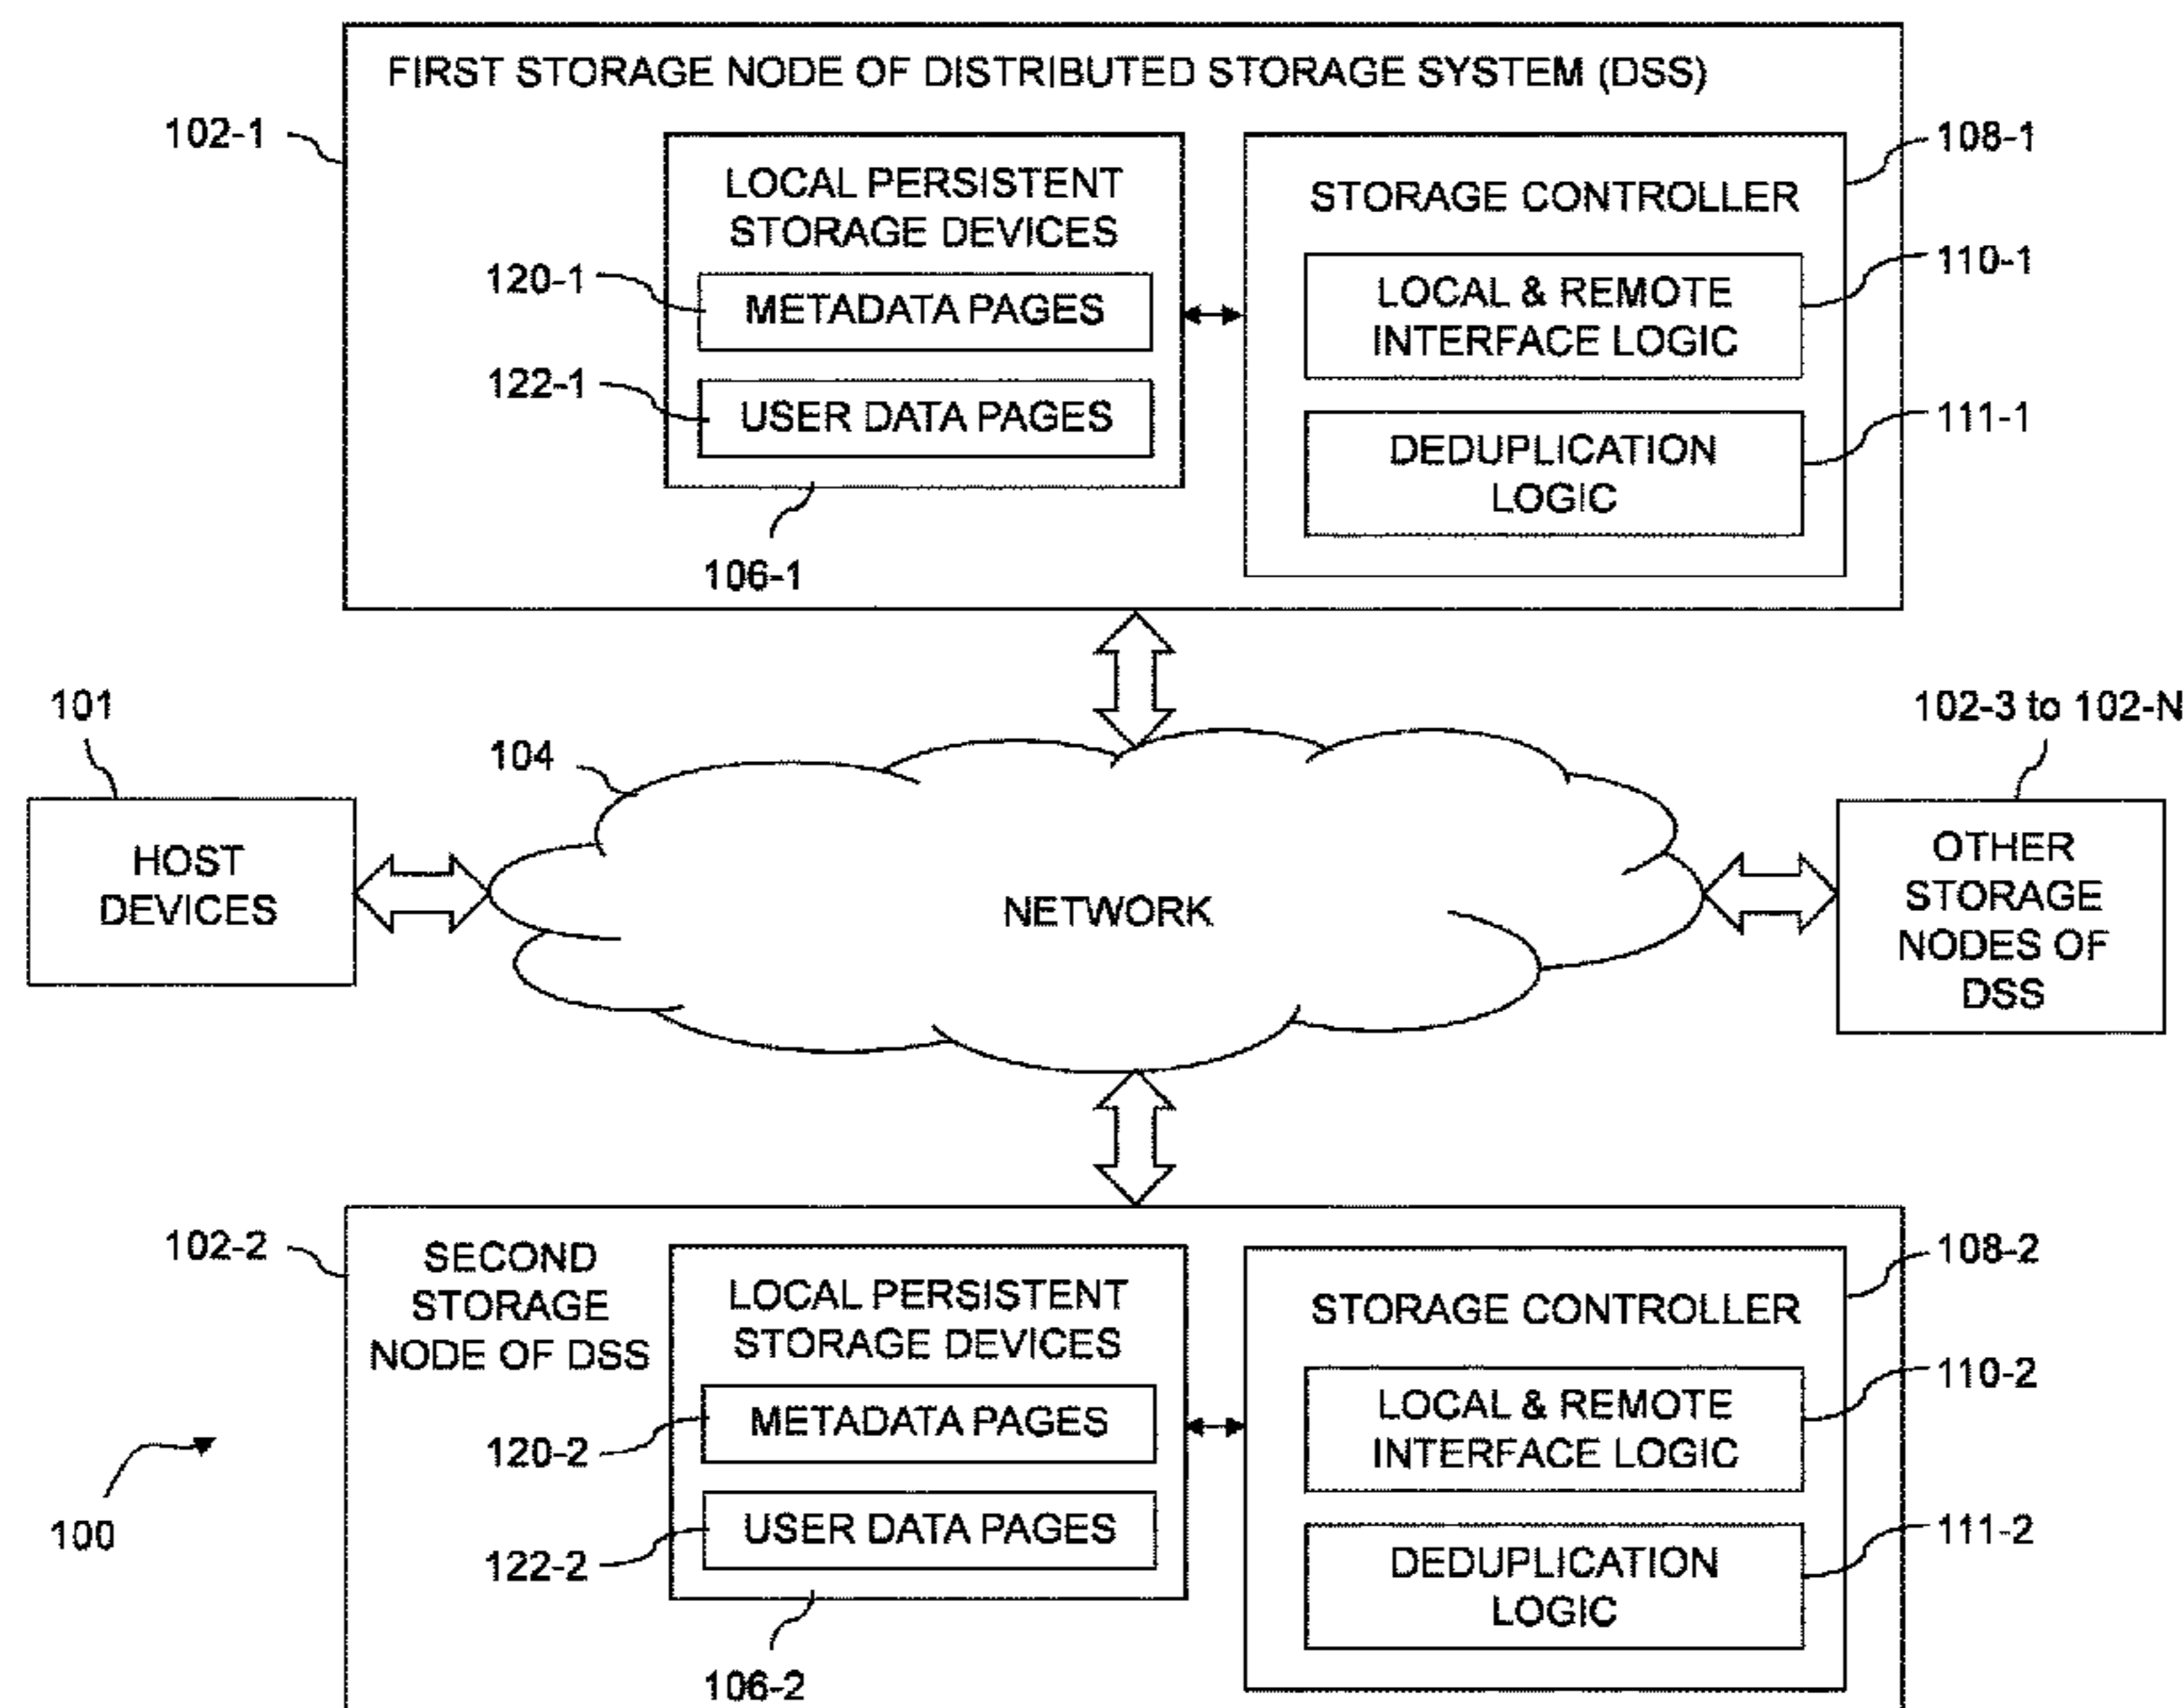 FIRST STORAGE NODE OF DISTRIBUTED STORAGE SYSTEM (DSS)
102-1
108-1
LOCAL PERSISTENT
STORAGE DEVICES
STORAGE CONTROLLER
120-1
METADATA PAGES
110-1
LOCAL & REMOTE
INTERFACE LOGIC
122-1
USER DATA PAGES
111-1
DEDUPLICATION
LOGIC
106-1
101
102-3 to 102-N
104
HOST
DEVICES
NETWORK
OTHER
STORAGE
NODES OF
DSS
102-2
SECOND
STORAGE
NODE OF DSS
108-2
LOCAL PERSISTENT
STORAGE DEVICES
STORAGE CONTROLLER
120-2
METADATA PAGES
110-2
LOCAL & REMOTE
INTERFACE LOGIC
100
122-2
USER DATA PAGES
111-2
DEDUPLICATION
LOGIC
106-2